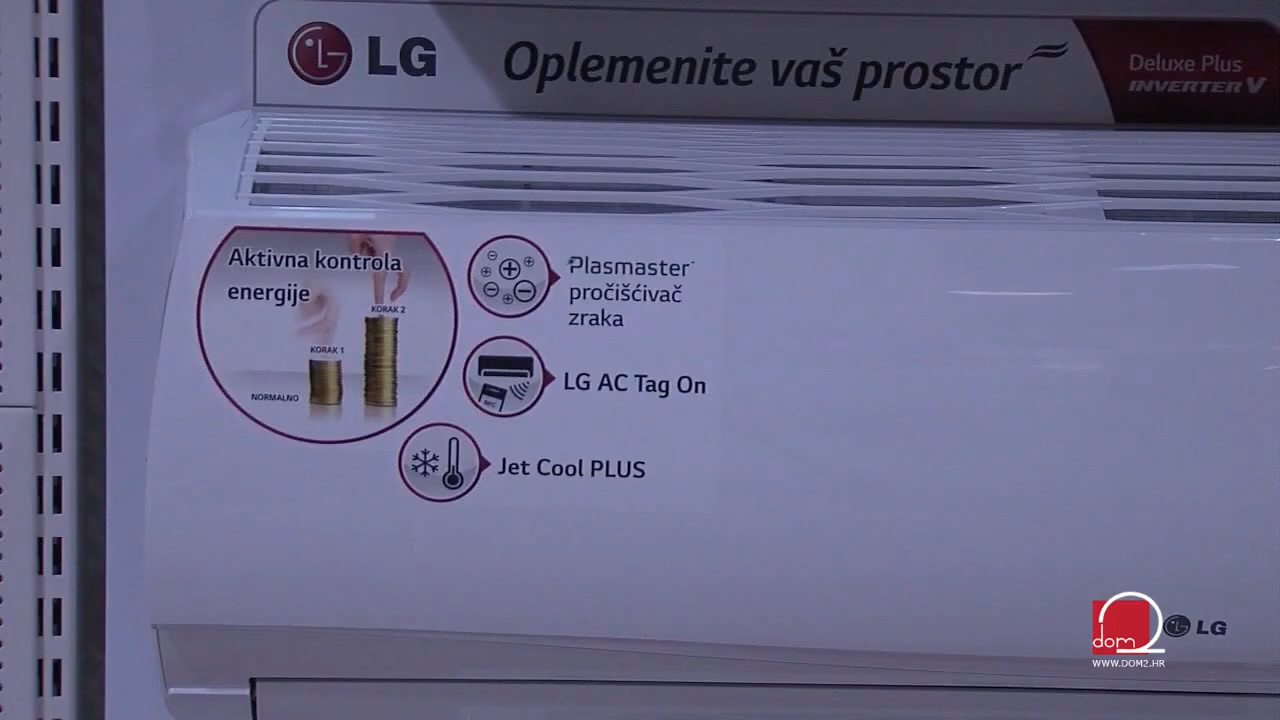 LG
Oplemenite vaš prostor
Deluxe Plus
INVERTER V
Aktivna kontrola
energije
KORAK 2
KORAK 1
NORMALNO
Plasmaster
pročišćivač
zraka
NFC
LG AC Tag On
Jet Cool PLUS
dom2
LG
WWW.DOM2.HR